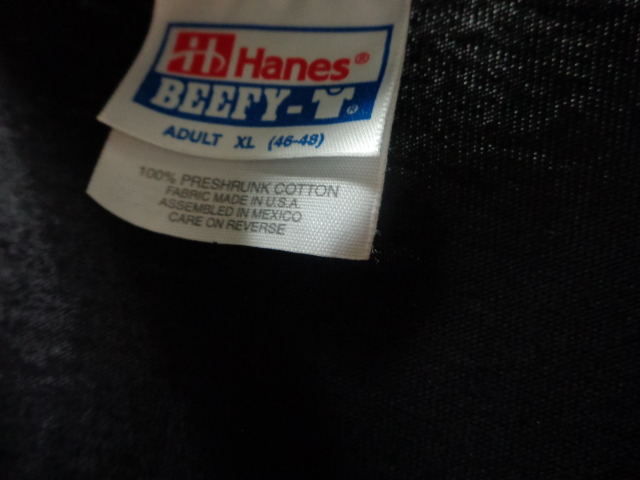 Hanes®
BEEFY-T®
ADULT XL (46-48)
100% PRESHRUNK COTTON
FABRIC MADE IN U.S.A.
ASSEMBLED IN MEXICO
CARE ON REVERSE